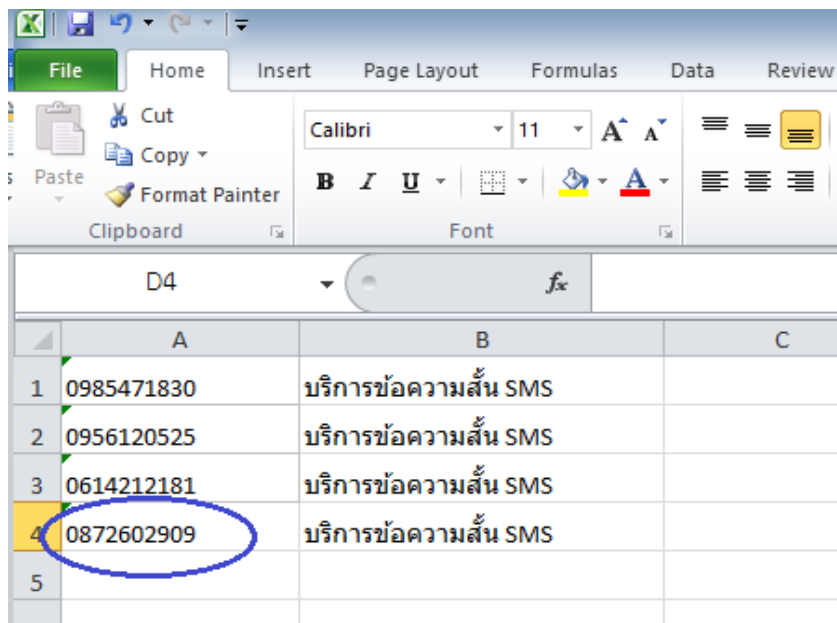 File Home Insert Page Layout Formulas Data Review
Cut
Copy
Paste
Format Painter
Clipboard
Calibri 11 A A
B I U A
Font
D4 fx
A B C
1 0985471830 บริการข้อความสั้น SMS
2 0956120525 บริการข้อความสั้น SMS
3 0614212181 บริการข้อความสั้น SMS
4 0872602909 บริการข้อความสั้น SMS
5